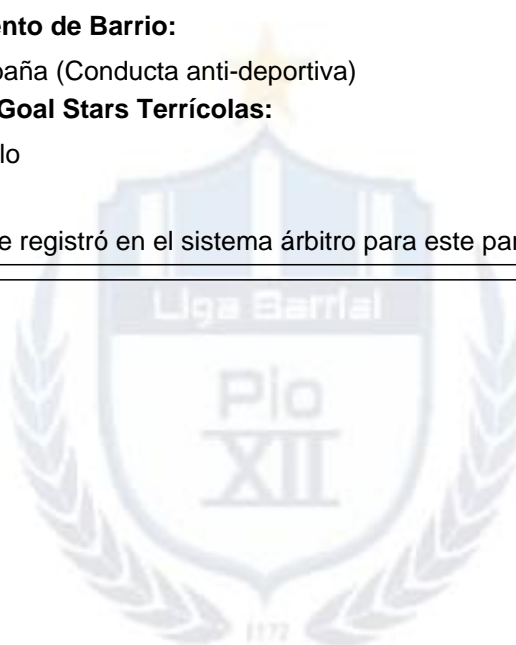 ento de Barrio:
paña (Conducta anti-deportiva)
Goal Stars Terrícolas:
lo
e registró en el sistema árbitro para este par
Liga Barrial
Pio
XII